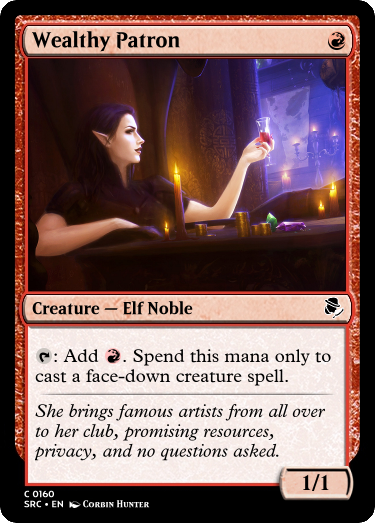 Wealthy Patron
Creature — Elf Noble
: Add . Spend this mana only to
cast a face-down creature spell.
She brings famous artists from all over
to her club, promising resources,
privacy, and no questions asked.
1/1
C 0160
SRC • EN Corbin Hunter